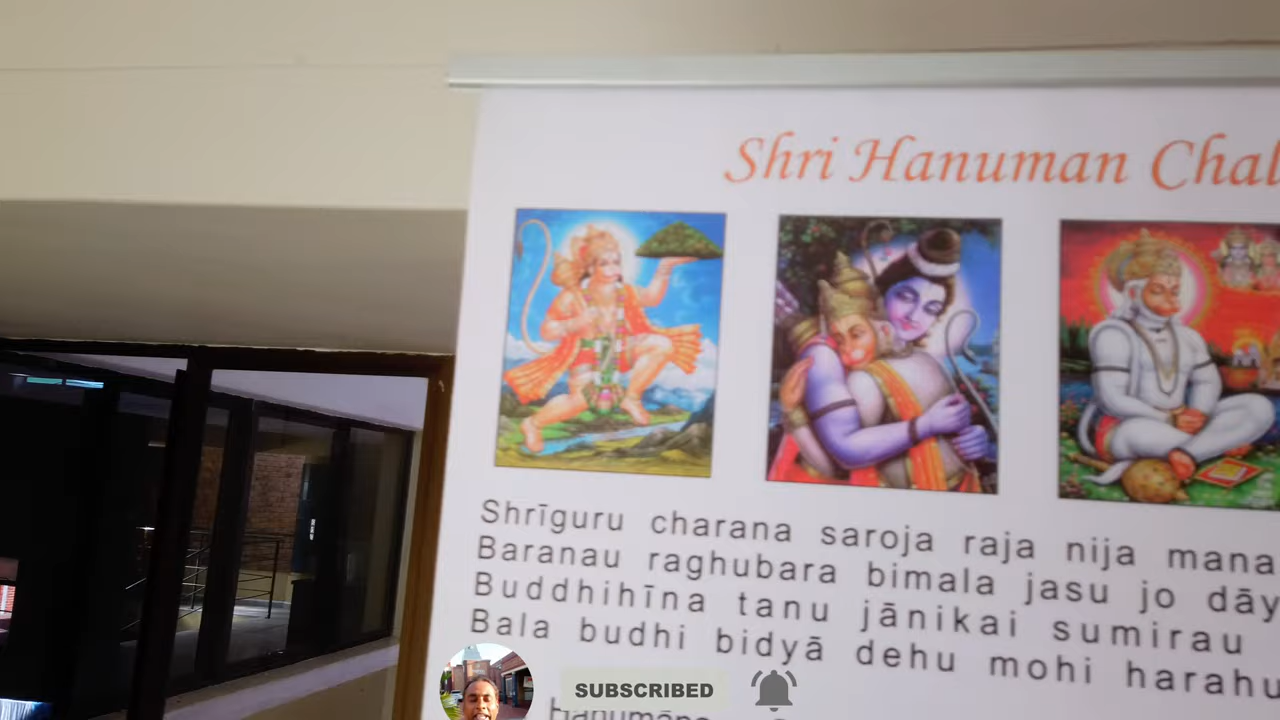 Shri Hanuman Chal
Shrīguru charana saroja raja nija mana
Baranau raghubara bimala jasu jo dāy
Buddhihīna tanu jānikai sumirau
Bala budhi bidyā dehu mohi harahu
SUBSCRIBED